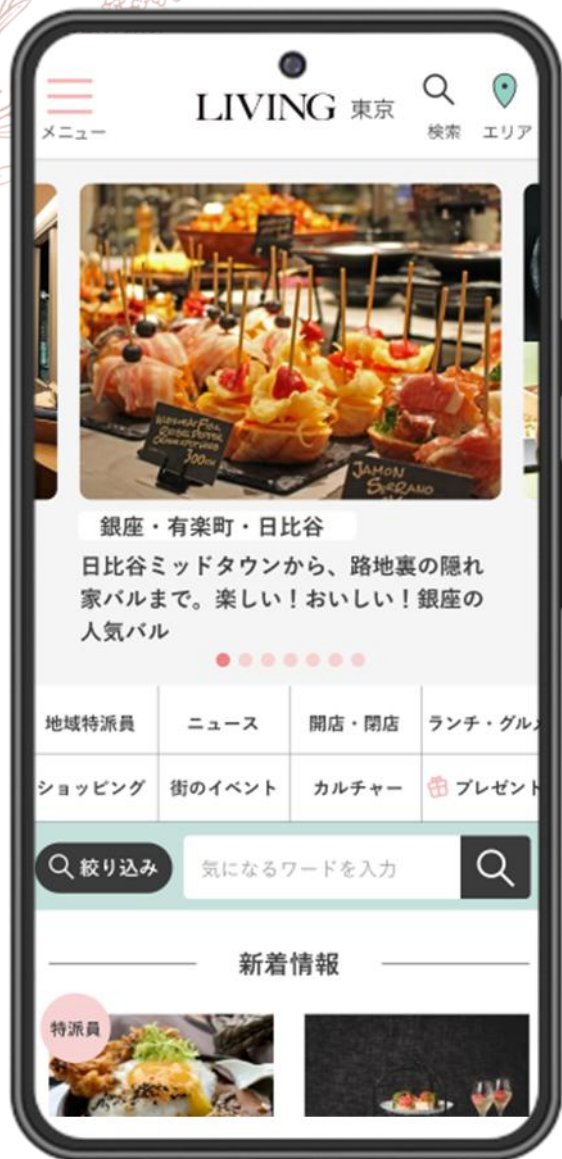 LIVING 東京
メニュー
検索
エリア
300
JAMON
SERRANO
銀座・有楽町・日比谷
日比谷ミッドタウンから、路地裏の隠れ
家バルまで。楽しい！おいしい！銀座の
人気バル
地域特派員
ニュース
開店・閉店
ランチ・グルメ
ショッピング
街のイベント
カルチャー
プレゼント
絞り込み
気になるワードを入力
新着情報
特派員